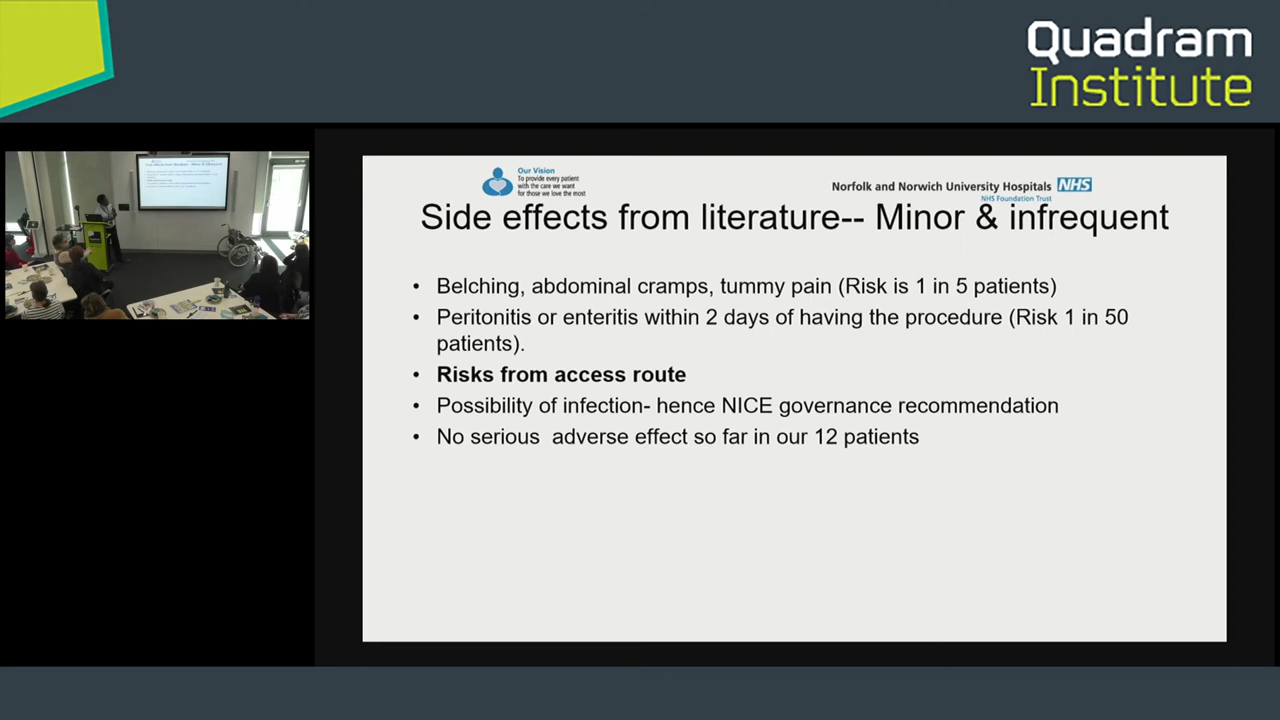 Quadram
Institute
Our Vision
To provide every patient
with the care we want
for those we love the most
Norfolk and Norwich University Hospitals NHS
NHS Foundation Trust
Side effects from literature-- Minor & infrequent
• Belching, abdominal cramps, tummy pain (Risk is 1 in 5 patients)
• Peritonitis or enteritis within 2 days of having the procedure (Risk 1 in 50
patients).
• Risks from access route
• Possibility of infection- hence NICE governance recommendation
• No serious  adverse effect so far in our 12 patients